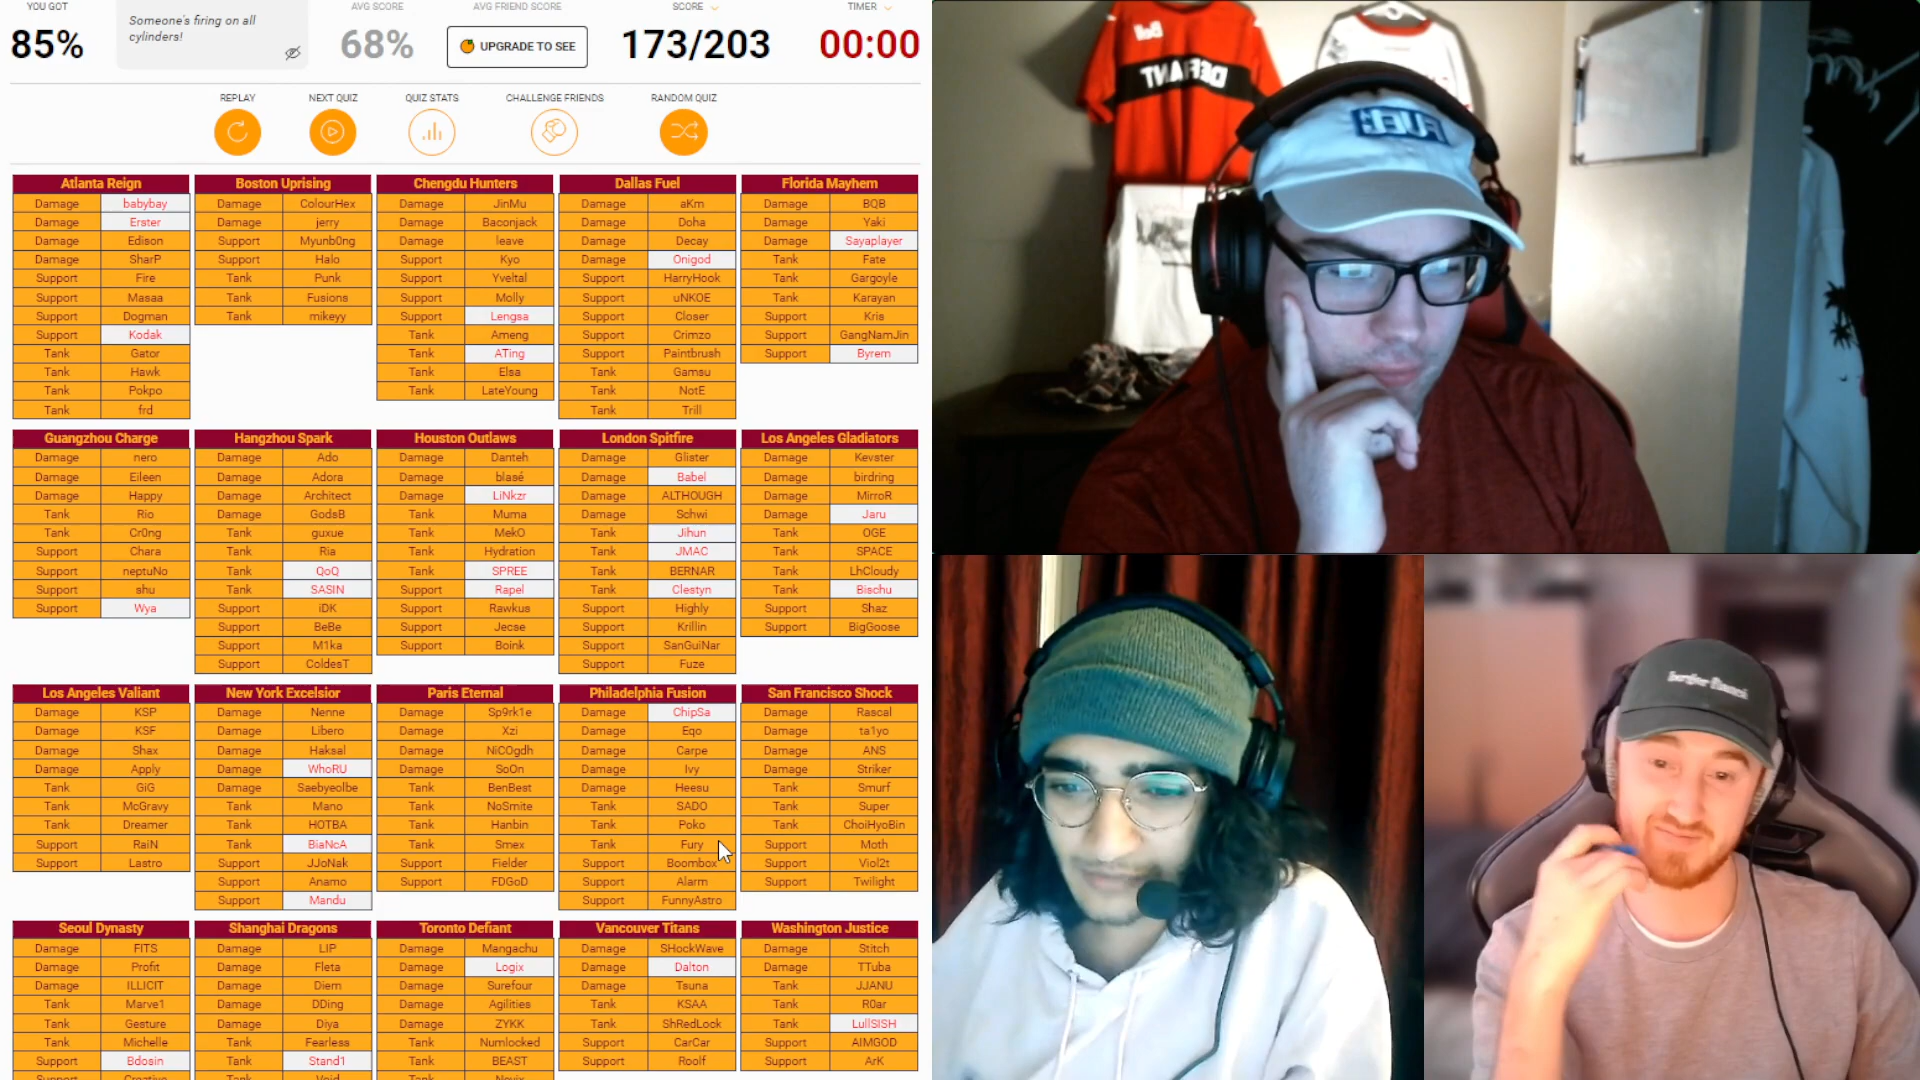 YOU GOT
85%
Someone's firing on all
cylinders!
AVG SCORE
68%
AVG FRIEND SCORE
UPGRADE TO SEE
SCORE
173/203
TIMER
00:00
REPLAY
NEXT QUIZ
QUIZ STATS
CHALLENGE FRIENDS
RANDOM QUIZ
Atlanta Reign
Damage babybay
Damage Erster
Damage Edison
Damage SharP
Support Fire
Support Masaa
Support Dogman
Support Kodak
Tank Gator
Tank Hawk
Tank Pokpo
Tank frd
Boston Uprising
Damage ColourHex
Damage jerry
Support Myunb0ng
Support Halo
Tank Punk
Tank Fusions
Tank mikeyy
Chengdu Hunters
Damage JinMu
Damage Baconjack
Damage leave
Support Kyo
Support Yveltal
Support Molly
Support Lengsa
Tank Ameng
Tank ATing
Tank Elsa
Tank LateYoung
Dallas Fuel
Damage aKm
Damage Doha
Damage Decay
Damage Onigod
Support HarryHook
Support uNKOE
Support Closer
Support Crimzo
Support Paintbrush
Tank Gamsu
Tank NotE
Tank Trill
Florida Mayhem
Damage BQB
Damage Yaki
Damage Sayaplayer
Tank Fate
Tank Gargoyle
Tank Karayan
Support Kris
Support GangNamJin
Support Byrem
Guangzhou Charge
Damage nero
Damage Eileen
Damage Happy
Tank Rio
Tank Cr0ng
Support Chara
Support neptuNo
Support shu
Support Wya
Hangzhou Spark
Damage Ado
Damage Adora
Damage Architect
Damage GodsB
Tank guxue
Tank Ria
Tank QoQ
Tank SASIN
Support iDK
Support BeBe
Support M1ka
Support ColdesT
Houston Outlaws
Damage Danteh
Damage blasé
Damage LiNkzr
Tank Muma
Tank MekO
Tank Hydration
Tank SPREE
Support Rapel
Support Rawkus
Support Jecse
Support Boink
London Spitfire
Damage Glister
Damage Babel
Damage ALTHOUGH
Damage Schwi
Tank Jihun
Tank JMAC
Tank BERNAR
Tank Clestyn
Support Highly
Support Krillin
Support SanGuiNar
Support Fuze
Los Angeles Gladiators
Damage Kevster
Damage birdring
Damage MirroR
Damage Jaru
Tank OGE
Tank SPACE
Tank LhCloudy
Tank Bischu
Support Shaz
Support BigGoose
Los Angeles Valiant
Damage KSP
Damage KSF
Damage Shax
Damage Apply
Tank GiG
Tank McGravy
Tank Dreamer
Support RaiN
Support Lastro
New York Excelsior
Damage Nenne
Damage Libero
Damage Haksal
Damage WhoRU
Damage Saebyeolbe
Tank Mano
Tank HOTBA
Tank BiaNcA
Support JJoNak
Support Anamo
Support Mandu
Paris Eternal
Damage Sp9rk1e
Damage Xzi
Damage NiCOgdh
Damage SoOn
Tank BenBest
Tank NoSmite
Tank Hanbin
Tank Smex
Support Fielder
Support FDGoD
Philadelphia Fusion
Damage ChipSa
Damage Eqo
Damage Carpe
Damage Ivy
Damage Heesu
Tank SADO
Tank Poko
Tank Fury
Support Boombox
Support Alarm
Support FunnyAstro
San Francisco Shock
Damage Rascal
Damage ta1yo
Damage ANS
Damage Striker
Tank Smurf
Tank Super
Tank ChoiHyoBin
Support Moth
Support Viol2t
Support Twilight
Seoul Dynasty
Damage FITS
Damage Profit
Damage ILLICIT
Tank Marve1
Tank Gesture
Tank Michelle
Support Bdosin
Support Creative
Shanghai Dragons
Damage LIP
Damage Fleta
Damage Diem
Damage DDing
Damage Diya
Tank Fearless
Tank Stand1
Tank Void
Toronto Defiant
Damage Mangachu
Damage Logix
Damage Surefour
Damage Agilities
Damage ZYKK
Tank Numlocked
Tank BEAST
Tank Nevix
Vancouver Titans
Damage SHockWave
Damage Dalton
Damage Tsuna
Tank KSAA
Tank ShRedLock
Support CarCar
Support Roolf
Washington Justice
Damage Stitch
Damage TTuba
Damage JJANU
Tank R0ar
Tank LullSISH
Support AIMGOD
Support ArK
DEFIANT
FUEL